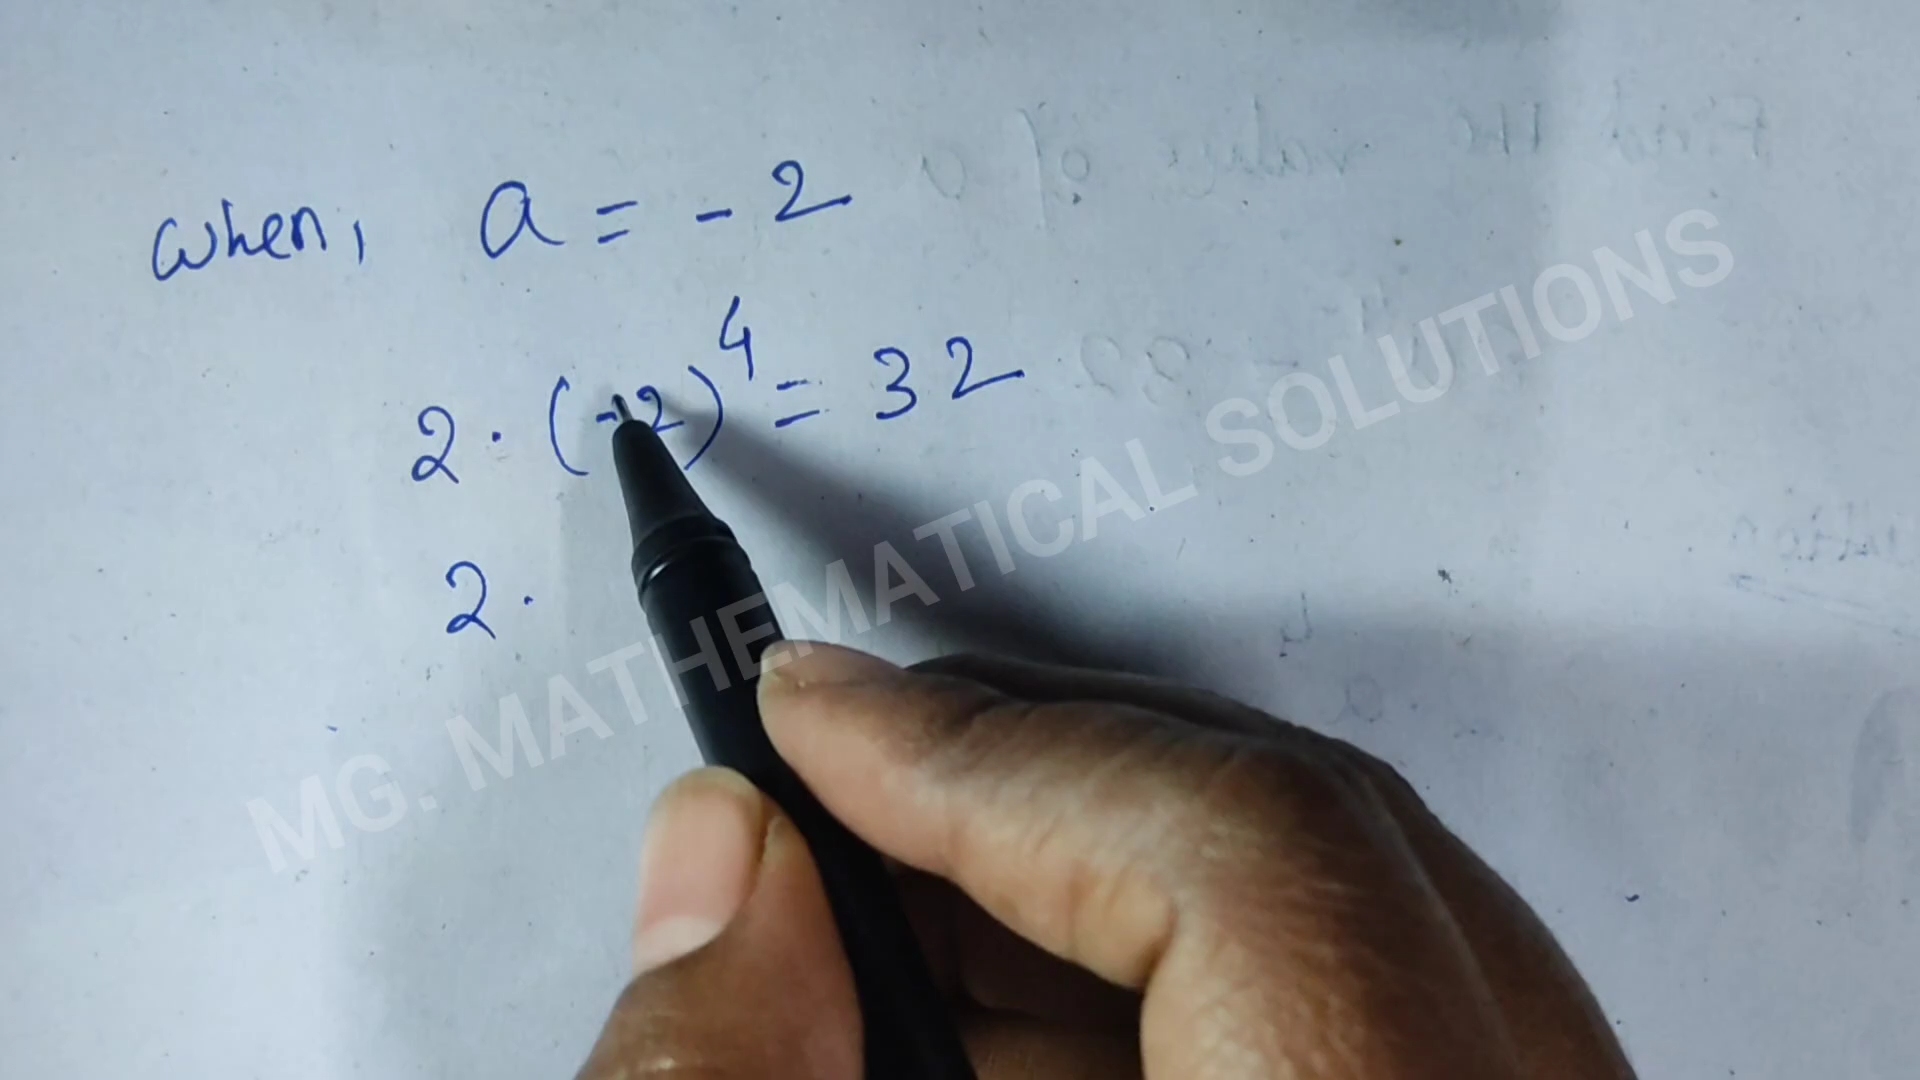 when, a = -2
2 · (-2)⁴ = 32
2 ·
MG. MATHEMATICAL SOLUTIONS